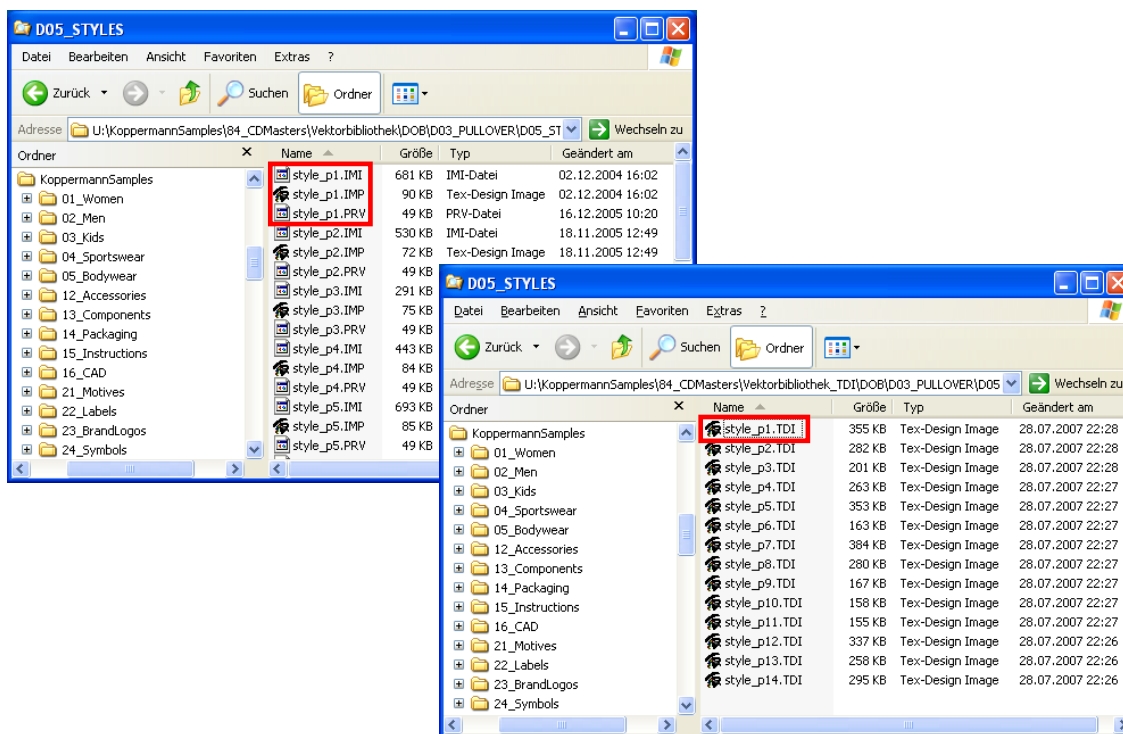 D05_STYLES
Datei Bearbeiten Ansicht Favoriten Extras ?
Zurück Suchen Ordner
Adresse U:\KoppermannSamples\84_CDMasters\Vektorbibliothek\DOB\D03_PULLOVER\D05_ST Wechseln zu
Ordner x Name Größe Typ Geändert am
KoppermannSamples
01_Women
02_Men
03_Kids
04_Sportswear
05_Bodywear
12_Accessories
13_Components
14_Packaging
15_Instructions
16_CAD
21_Motives
22_Labels
23_BrandLogos
24_Symbols
style_p1.IMI 681 KB IMI-Datei 02.12.2004 16:02
style_p1.IMP 90 KB Tex-Design Image 02.12.2004 16:02
style_p1.PRV 49 KB PRV-Datei 16.12.2005 10:20
style_p2.IMI 530 KB IMI-Datei 18.11.2005 12:49
style_p2.IMP 72 KB Tex-Design Image 18.11.2005 12:49
style_p2.PRV 49 KB
style_p3.IMI 291 KB
style_p3.IMP 75 KB
style_p3.PRV 49 KB
style_p4.IMI 443 KB
style_p4.IMP 84 KB
style_p4.PRV 49 KB
style_p5.IMI 693 KB
style_p5.IMP 85 KB
style_p5.PRV 49 KB
D05_STYLES
Datei Bearbeiten Ansicht Favoriten Extras ?
Zurück Suchen Ordner
Adresse U:\KoppermannSamples\84_CDMasters\Vektorbibliothek_TDI\DOB\D03_PULLOVER\D05 Wechseln zu
Ordner x Name Größe Typ Geändert am
KoppermannSamples
01_Women
02_Men
03_Kids
04_Sportswear
05_Bodywear
12_Accessories
13_Components
14_Packaging
15_Instructions
16_CAD
21_Motives
22_Labels
23_BrandLogos
24_Symbols
style_p1.TDI 355 KB Tex-Design Image 28.07.2007 22:28
style_p2.TDI 282 KB Tex-Design Image 28.07.2007 22:28
style_p3.TDI 201 KB Tex-Design Image 28.07.2007 22:28
style_p4.TDI 263 KB Tex-Design Image 28.07.2007 22:27
style_p5.TDI 353 KB Tex-Design Image 28.07.2007 22:27
style_p6.TDI 163 KB Tex-Design Image 28.07.2007 22:27
style_p7.TDI 384 KB Tex-Design Image 28.07.2007 22:27
style_p8.TDI 280 KB Tex-Design Image 28.07.2007 22:27
style_p9.TDI 167 KB Tex-Design Image 28.07.2007 22:27
style_p10.TDI 158 KB Tex-Design Image 28.07.2007 22:27
style_p11.TDI 155 KB Tex-Design Image 28.07.2007 22:27
style_p12.TDI 337 KB Tex-Design Image 28.07.2007 22:26
style_p13.TDI 258 KB Tex-Design Image 28.07.2007 22:26
style_p14.TDI 295 KB Tex-Design Image 28.07.2007 22:26